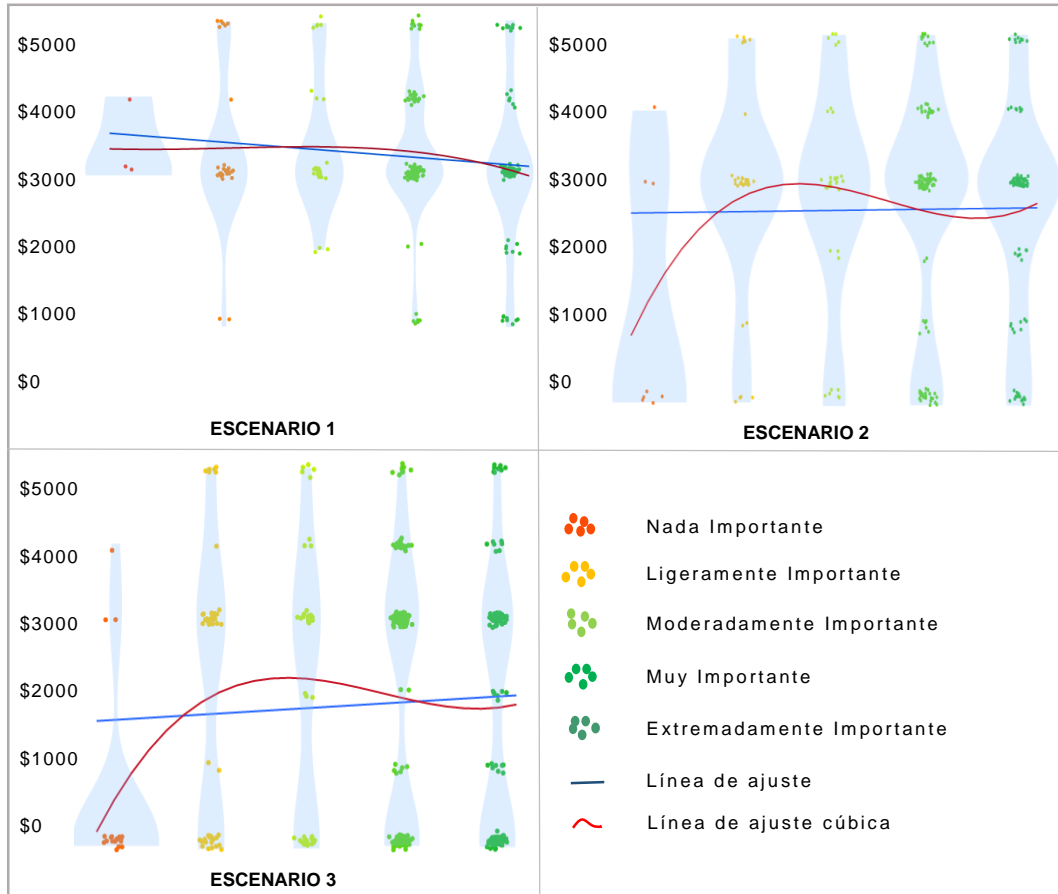 $5000
$4000
$3000
$2000
$1000
$0
ESCENARIO 1
$5000
$4000
$3000
$2000
$1000
$0
ESCENARIO 2
$5000
$4000
$3000
$2000
$1000
$0
ESCENARIO 3
Nada Importante
Ligeramente Importante
Moderadamente Importante
Muy Importante
Extremadamente Importante
Línea de ajuste
Línea de ajuste cúbica